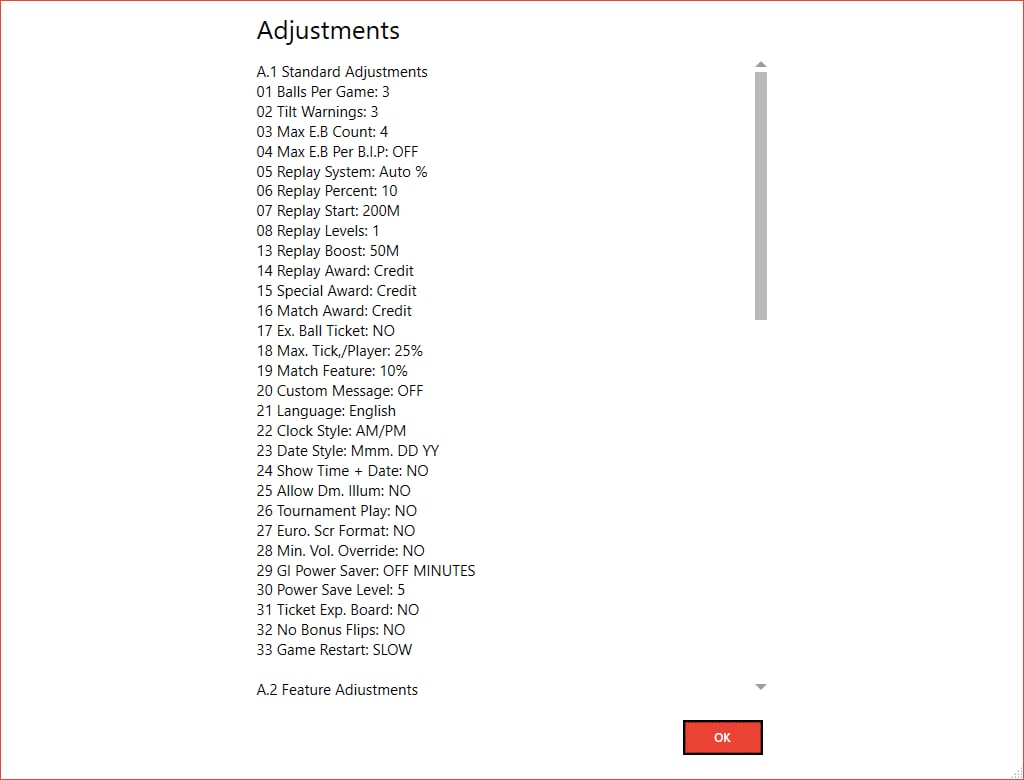 Adjustments
A.1 Standard Adjustments
01 Balls Per Game: 3
02 Tilt Warnings: 3
03 Max E.B Count: 4
04 Max E.B Per B.I.P: OFF
05 Replay System: Auto %
06 Replay Percent: 10
07 Replay Start: 200M
08 Replay Levels: 1
13 Replay Boost: 50M
14 Replay Award: Credit
15 Special Award: Credit
16 Match Award: Credit
17 Ex. Ball Ticket: NO
18 Max. Tick,/Player: 25%
19 Match Feature: 10%
20 Custom Message: OFF
21 Language: English
22 Clock Style: AM/PM
23 Date Style: Mmm. DD YY
24 Show Time + Date: NO
25 Allow Dm. Illum: NO
26 Tournament Play: NO
27 Euro. Scr Format: NO
28 Min. Vol. Override: NO
29 GI Power Saver: OFF MINUTES
30 Power Save Level: 5
31 Ticket Exp. Board: NO
32 No Bonus Flips: NO
33 Game Restart: SLOW
A.2 Feature Adjustments
OK